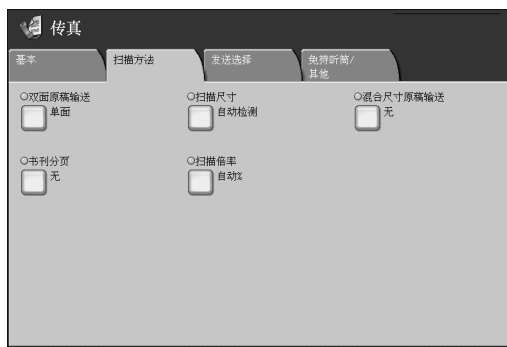 传真
基本
扫描方法
发送选择
免持听筒/
其他
双面原稿输送
单面
扫描尺寸
自动检测
混合尺寸原稿输送
无
书刊分页
无
扫描倍率
自动%